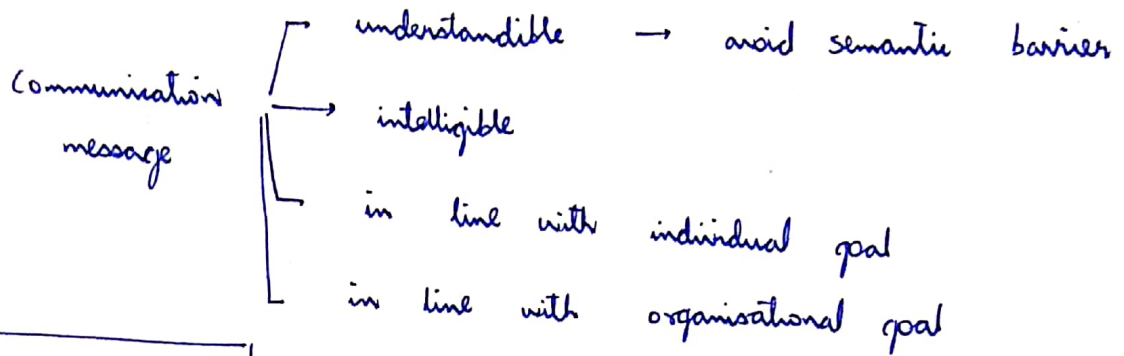 understandible → avoid semantic barrier
Communication
message
→ intelligible
in line with individual goal
in line with organisational goal